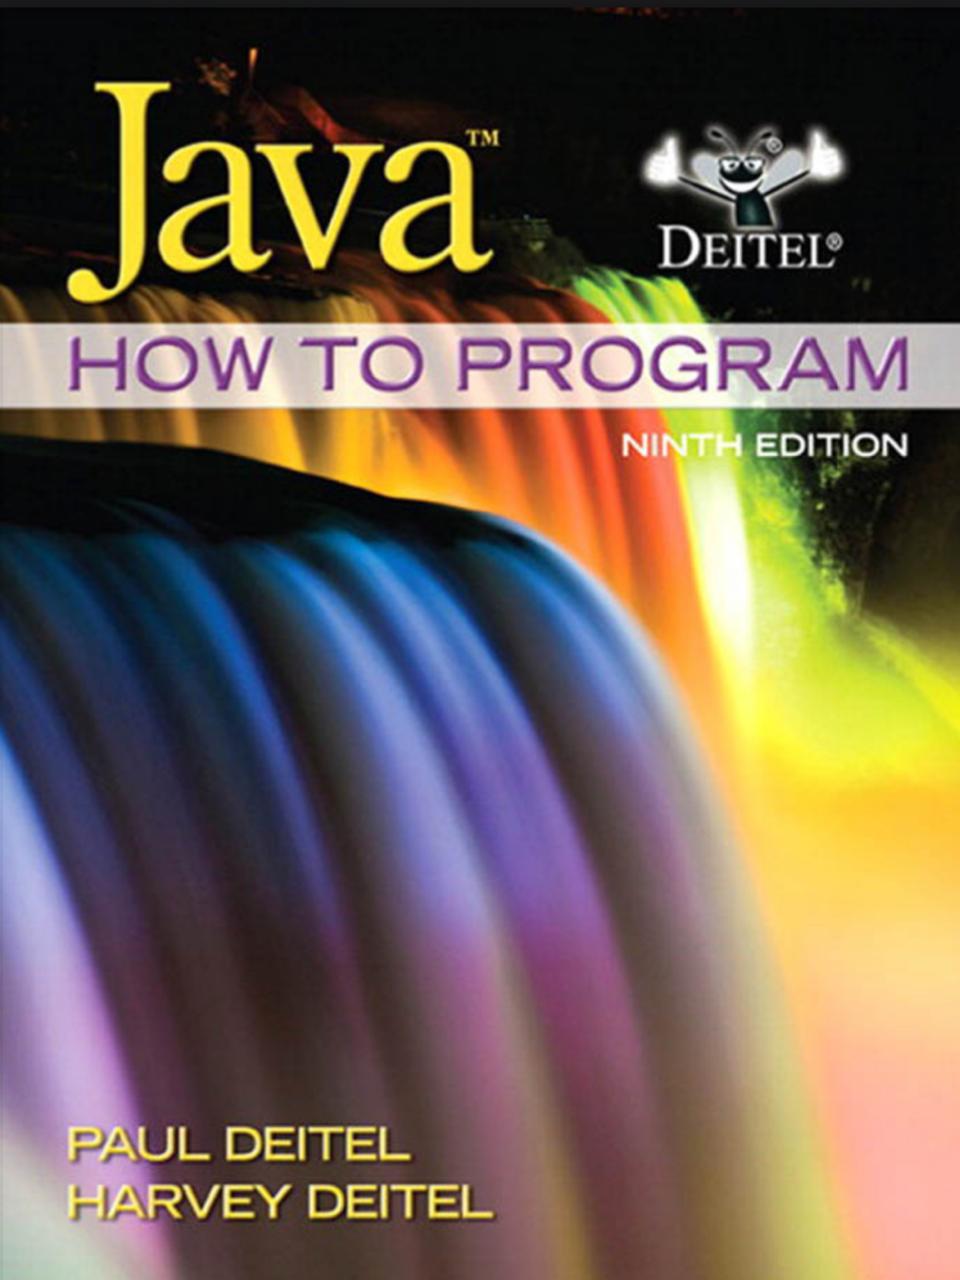 Java™
DEITEL®
HOW TO PROGRAM
NINTH EDITION
PAUL DEITEL
HARVEY DEITEL